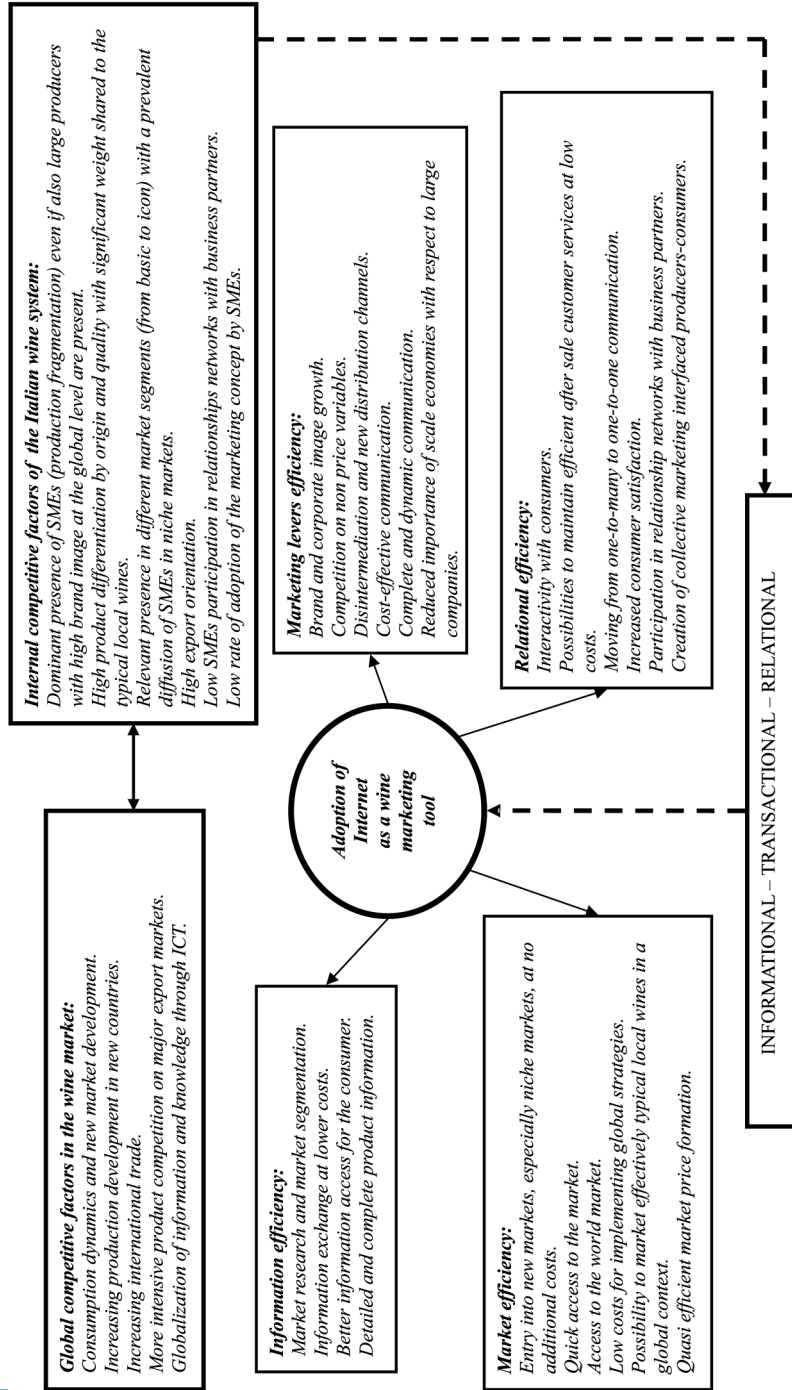 Global competitive factors in the wine market:
Consumption dynamics and new market development.
Increasing production development in new countries.
Increasing international trade.
More intensive product competition on major export markets.
Globalization of information and knowledge through ICT.
Internal competitive factors of the Italian wine system:
Dominant presence of SMEs (production fragmentation) even if also large producers
with high brand image at the global level are present.
High product differentiation by origin and quality with significant weight shared to the
typical local wines.
Relevant presence in different market segments (from basic to icon) with a prevalent
diffusion of SMEs in niche markets.
High export orientation.
Low SMEs participation in relationships networks with business partners.
Low rate of adoption of the marketing concept by SMEs.
Information efficiency:
Market research and market segmentation.
Information exchange at lower costs.
Better information access for the consumer.
Detailed and complete product information.
Adoption of
Internet
as a wine
marketing
tool
Marketing levers efficiency:
Brand and corporate image growth.
Competition on non price variables.
Disintermediation and new distribution channels.
Cost-effective communication.
Complete and dynamic communication.
Reduced importance of scale economies with respect to large
companies.
Market efficiency:
Entry into new markets, especially niche markets, at no
additional costs.
Quick access to the market.
Access to the world market.
Low costs for implementing global strategies.
Possibility to market effectively typical local wines in a
global context.
Quasi efficient market price formation.
Relational efficiency:
Interactivity with consumers.
Possibilities to maintain efficient after sale customer services at low
costs.
Moving from one-to-many to one-to-one communication.
Increased consumer satisfaction.
Participation in relationship networks with business partners.
Creation of collective marketing interfaced producers-consumers.
INFORMATIONAL – TRANSACTIONAL – RELATIONAL